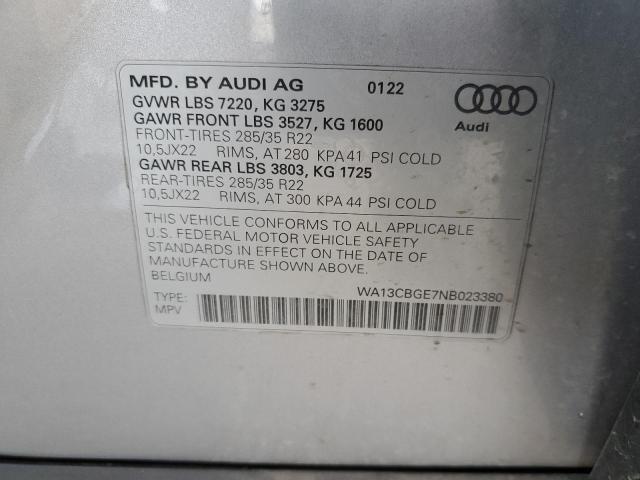 MFD. BY AUDI AG 0122
GVWR LBS 7220, KG 3275
GAWR FRONT LBS 3527, KG 1600
FRONT-TIRES 285/35 R22
10,5JX22 RIMS, AT 280 KPA 41 PSI COLD
GAWR REAR LBS 3803, KG 1725
REAR-TIRES 285/35 R22
10,5JX22 RIMS, AT 300 KPA 44 PSI COLD
Audi
THIS VEHICLE CONFORMS TO ALL APPLICABLE
U.S. FEDERAL MOTOR VEHICLE SAFETY
STANDARDS IN EFFECT ON THE DATE OF
MANUFACTURE SHOWN ABOVE.
BELGIUM
WA13CBGE7NB023380
TYPE:
MPV